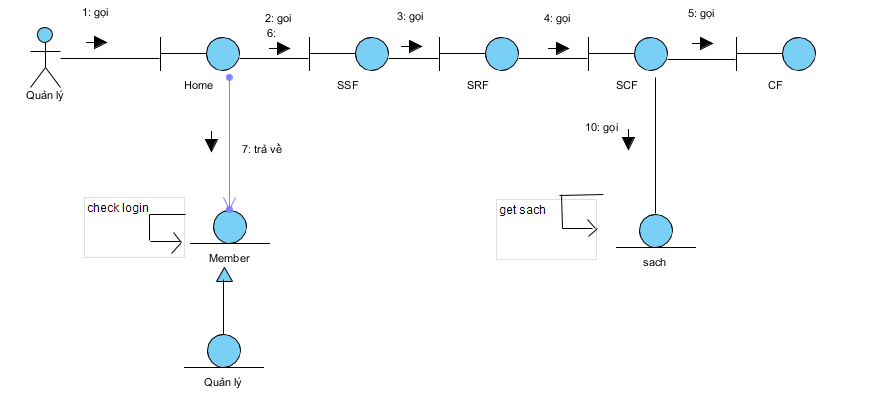 1: gọi
2: goi
6:
3: gọi
4: gọi
5: gọi
Quản lý
Home
SSF
SRF
SCF
CF
7: trả về
10: gọi
check login
get sach
Member
sach
Quản lý